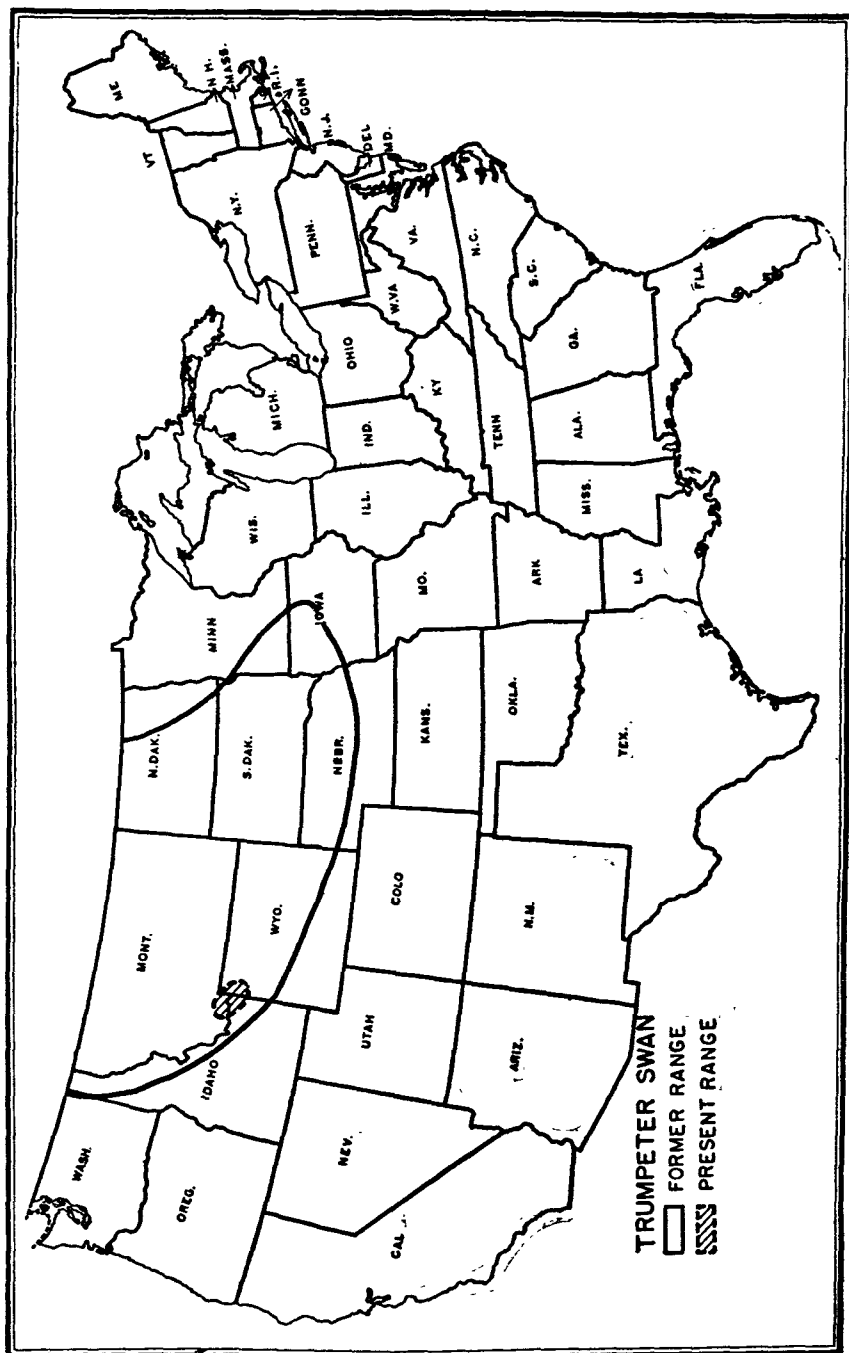 WASH.
OREG.
CAL
NEV.
IDAHO
MONT.
WYO.
UTAH
COLO
ARIZ.
N.M.
N.DAK.
S.DAK.
NEBR.
KANS.
OKLA.
TEX.
MINN
IOWA
MO.
ARK
LA
WIS.
ILL.
MICH.
IND.
OHIO
KY
TENN
MISS.
ALA.
GA.
FLA.
S.C.
N.C.
VA.
W.VA
PENN.
N.Y.
VT
ME
N H.
MASS.
R.I.
CONN
N.J.
DEL
MD.
TRUMPETER SWAN
FORMER RANGE
PRESENT RANGE